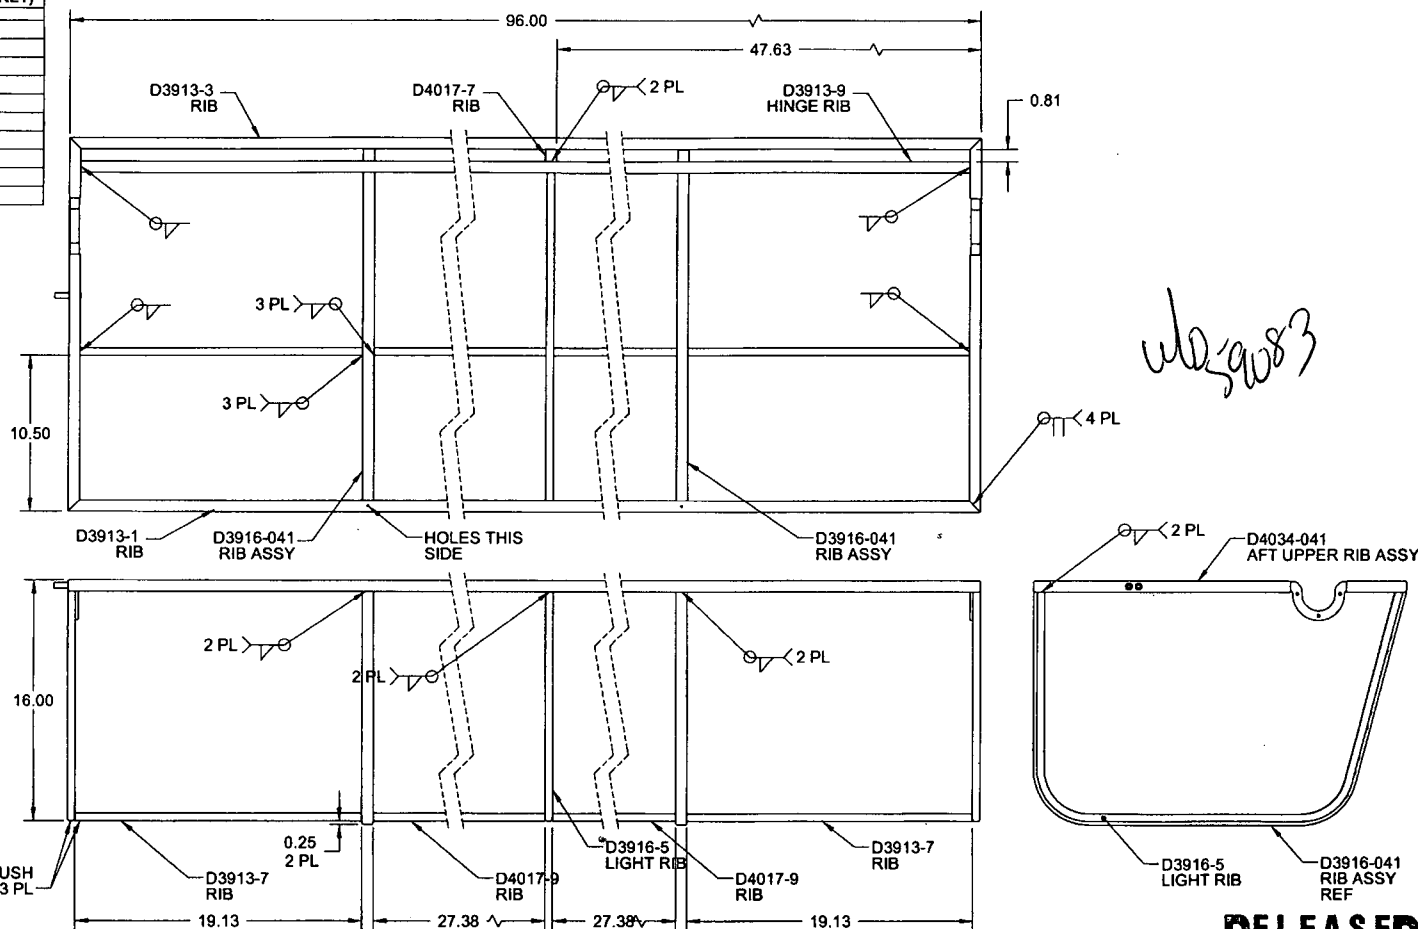 96.00
47.63
D3913-3
RIB
D4017-7
RIB
2 PL
D3913-9
HINGE RIB
0.81
3 PL
3 PL
10.50
4 PL
D3913-1
RIB
D3916-041
RIB ASSY
HOLES THIS
SIDE
D3916-041
RIB ASSY
2 PL
D4034-041
AFT UPPER RIB ASSY
2 PL
2 PL
2 PL
16.00
0.25
2 PL
USH
3 PL
D3913-7
RIB
D4017-9
RIB
D3916-5
LIGHT RIB
D4017-9
RIB
D3913-7
RIB
D3916-5
LIGHT RIB
D3916-041
RIB ASSY
REF
19.13
27.38
27.38
19.13
RELEASED